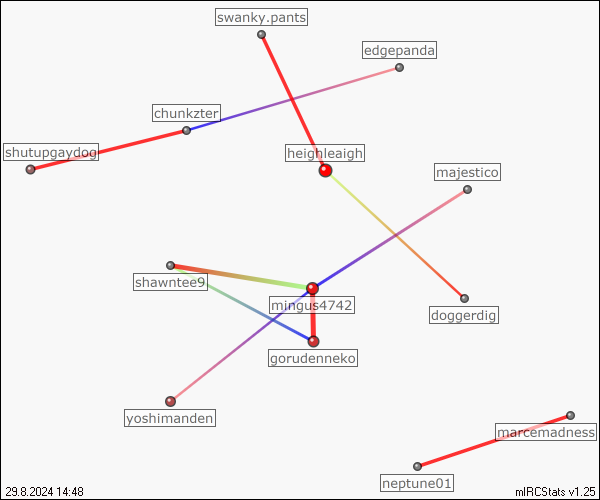 swanky.pants
edgepanda
chunkzter
shutupgaydog
heighleaigh
majestico
shawntee9
mingus4742
doggerdig
gorudenneko
yoshimanden
marcemadness
neptune01
29.8.2024 14:48
mIRCStats v1.25